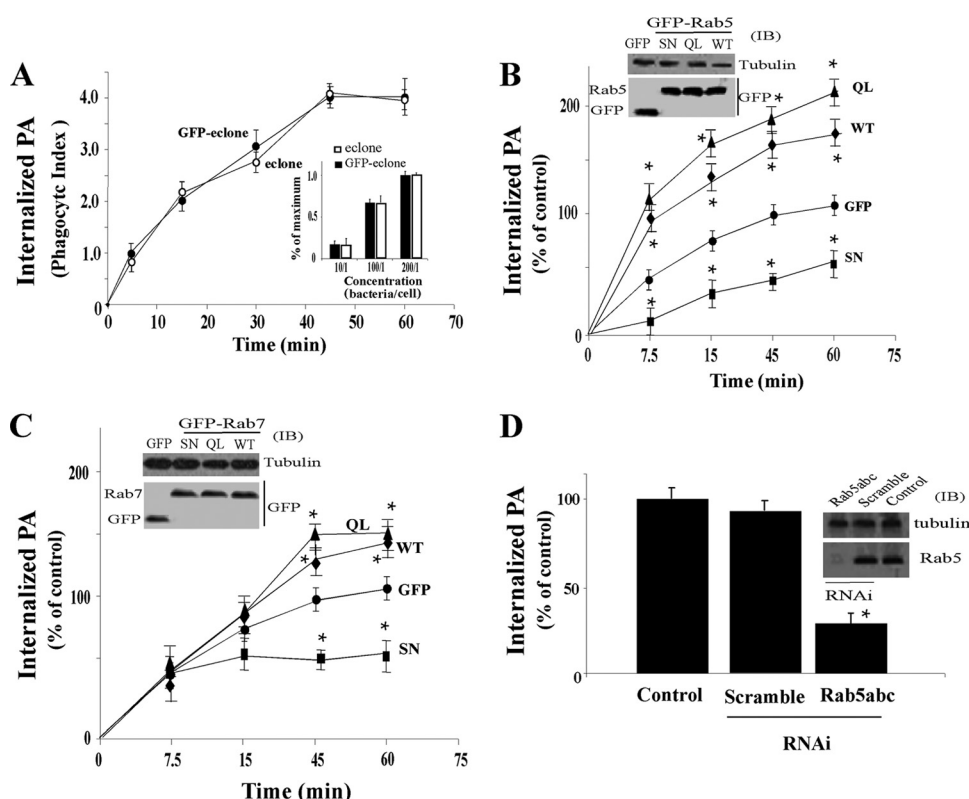 A
Internalized PA
(Phagocytc Index)
4.0
3.0
2.0
1.0
0
GFP-eclone
eclone
eclone
GFP-eclone
% of maximum
1.0
0.5
0
10/1 100/1 200/1
Concentration
(bacteria/cell)
0 10 20 30 40 50 60 70
Time (min)
B
GFP-Rab5
(IB)
GFP SN QL WT
Tubulin
Rab5
GFP
GFP
Internalized PA
(% of control)
200
100
0
* * * *
QL
* * * *
WT
GFP
* * * *
SN
0 7.5 15 45 60 75
Time (min)
C
GFP-Rab7
(IB)
GFP SN QL WT
Tubulin
Rab7
GFP
GFP
Internalized PA
(% of control)
200
100
0
* *
QL
* *
WT
GFP
* *
SN
0 7.5 15 45 60 75
Time (min)
D
Internalized PA
(% of control)
100
50
0
Rab5abc Scramble Control
(IB)
tubulin
Rab5
RNAi
*
Control Scramble Rab5abc
RNAi